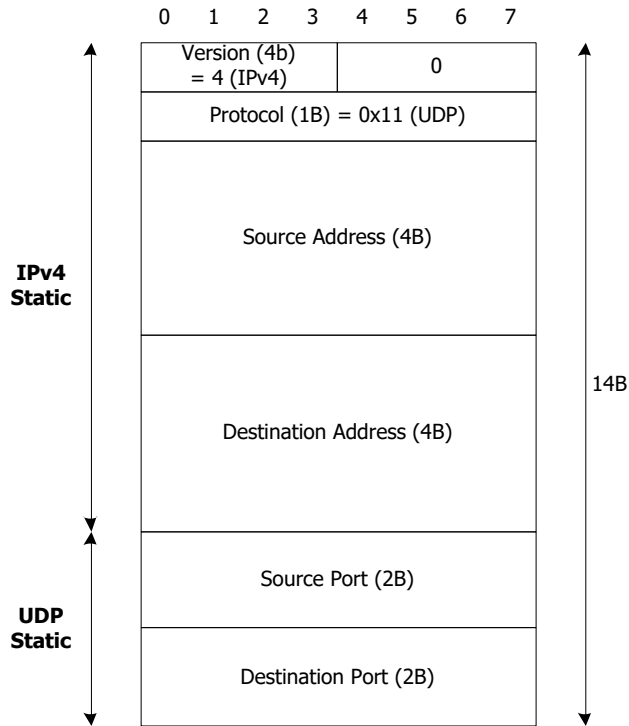 0 1 2 3 4 5 6 7
Version (4b)
= 4 (IPv4)
0
Protocol (1B) = 0x11 (UDP)
Source Address (4B)
IPv4
Static
14B
Destination Address (4B)
Source Port (2B)
UDP
Static
Destination Port (2B)